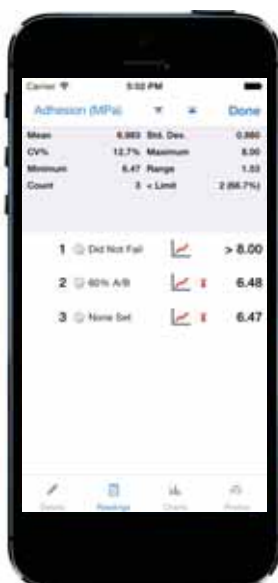 Carrier 5:02 PM
Adhesion (MPa) Done
Mean 6.983 Std. Dev. 0.880
CV% 12.7% Maximum 8.00
Minimum 6.47 Range 1.53
Count 3 < Limit 2 (66.7%)
1 Did Not Fail > 8.00
2 60% A/B 6.48
3 None Set 6.47
Details Readings Charts Photos